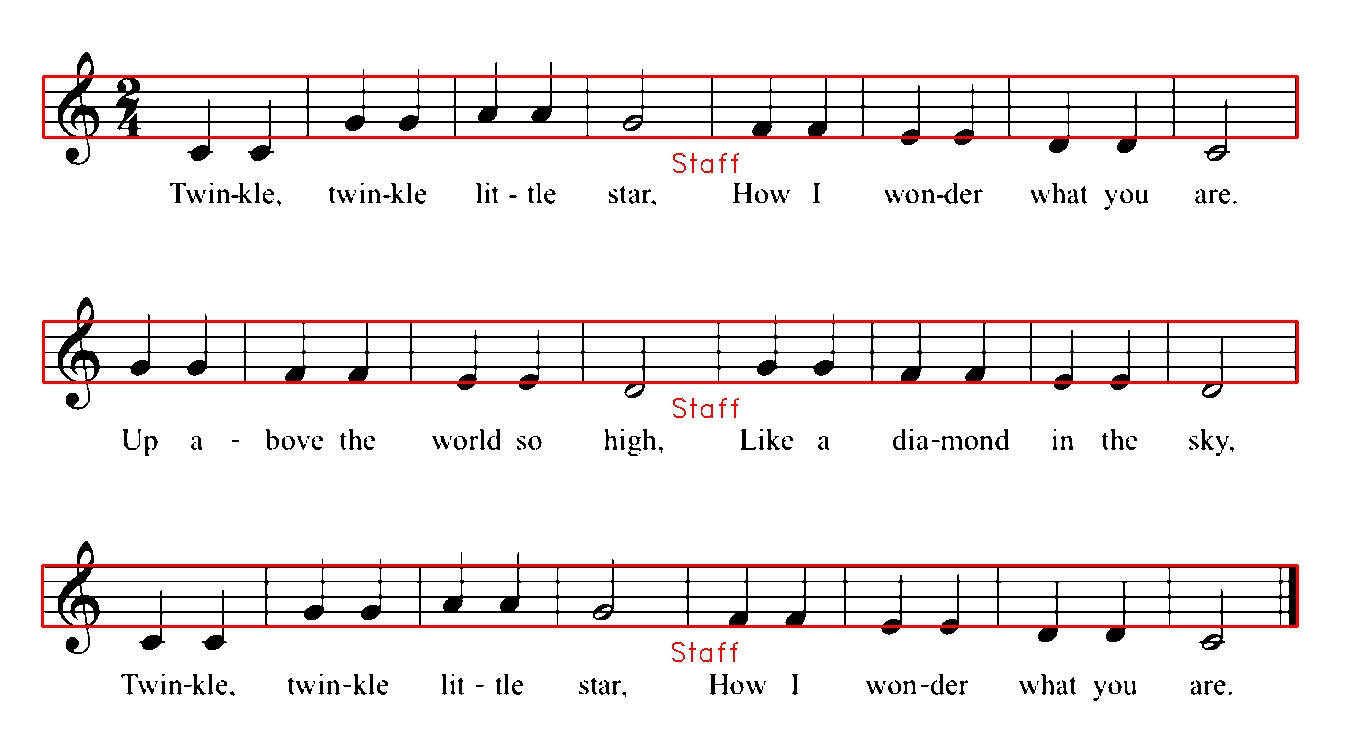 2
4
Staff
Twin-kle, twin-kle lit - tle star, How I won-der what you are.
Staff
Up a - bove the world so high, Like a dia-mond in the sky,
Staff
Twin-kle, twin-kle lit - tle star, How I won-der what you are.